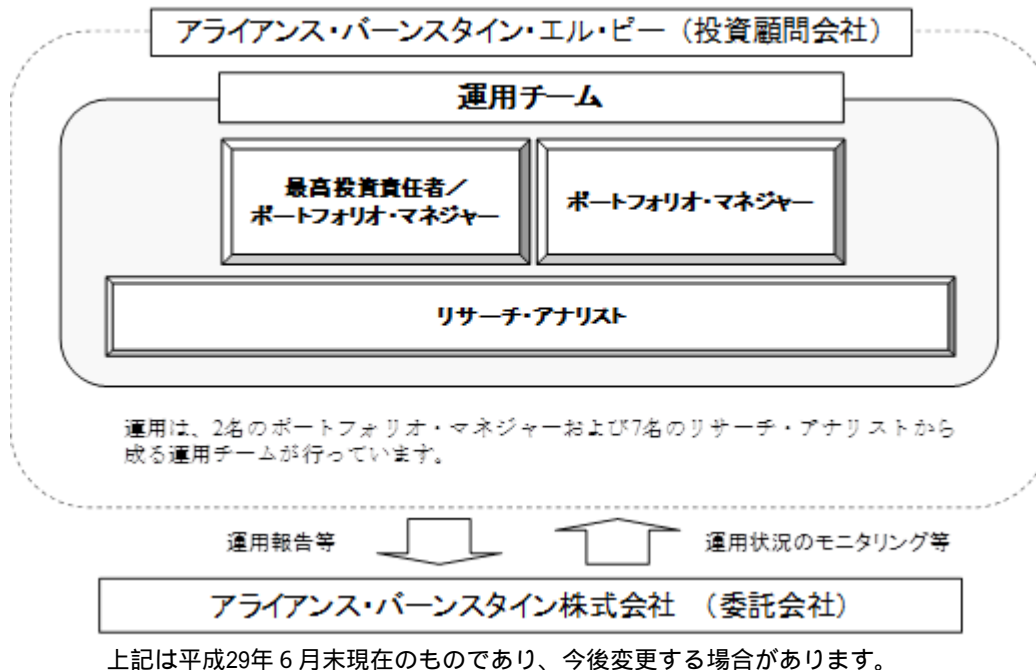 アライアンス・バーンスタイン・エル・ピー（投資顧問会社）
運用チーム
最高投資責任者／
ポートフォリオ・マネジャー
ポートフォリオ・マネジャー
リサーチ・アナリスト
運用は、2名のポートフォリオ・マネジャーおよび7名のリサーチ・アナリストから
成る運用チームが行っています。
運用報告等
運用状況のモニタリング等
アライアンス・バーンスタイン株式会社　（委託会社）
上記は平成29年６月末現在のものであり、今後変更する場合があります。